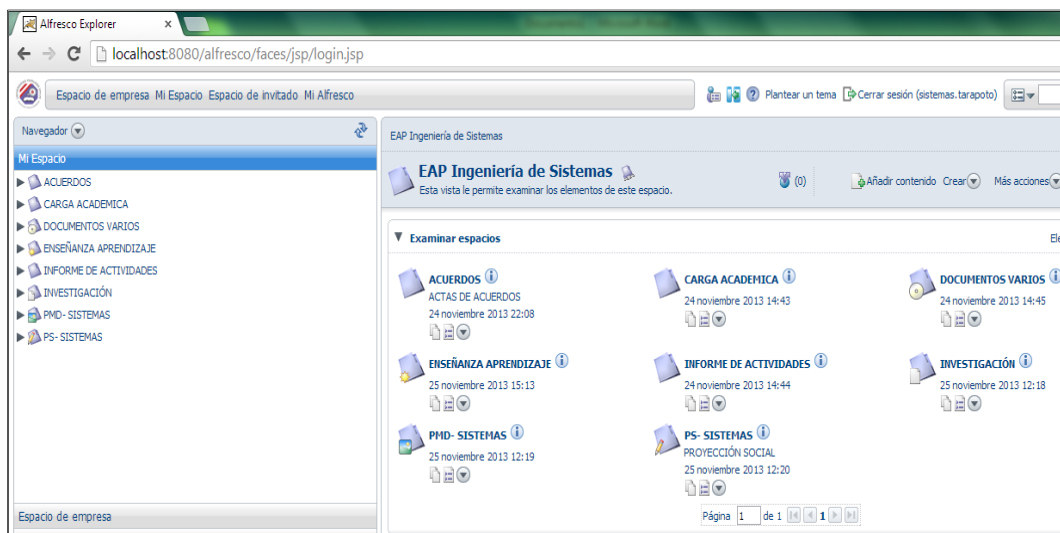 Alfresco Explorer
localhost:8080/alfresco/faces/jsp/login.jsp
Espacio de empresa Mi Espacio Espacio de invitado Mi Alfresco
Plantear un tema Cerrar sesión (sistemas.tarapoto)
Navegador
Mi Espacio
ACUERDOS
CARGA ACADEMICA
DOCUMENTOS VARIOS
ENSEÑANZA APRENDIZAJE
INFORME DE ACTIVIDADES
INVESTIGACIÓN
PMD- SISTEMAS
PS- SISTEMAS
Espacio de empresa
EAP Ingeniería de Sistemas
EAP Ingeniería de Sistemas
Esta vista le permite examinar los elementos de este espacio.
(0)
Añadir contenido Crear Más acciones
Examinar espacios
Ele
ACUERDOS
ACTAS DE ACUERDOS
24 noviembre 2013 22:08
CARGA ACADEMICA
24 noviembre 2013 14:43
DOCUMENTOS VARIOS
24 noviembre 2013 14:45
ENSEÑANZA APRENDIZAJE
25 noviembre 2013 15:13
INFORME DE ACTIVIDADES
24 noviembre 2013 14:44
INVESTIGACIÓN
25 noviembre 2013 12:18
PMD- SISTEMAS
25 noviembre 2013 12:19
PS- SISTEMAS
PROYECCIÓN SOCIAL
25 noviembre 2013 12:20
Página 1 de 1 1